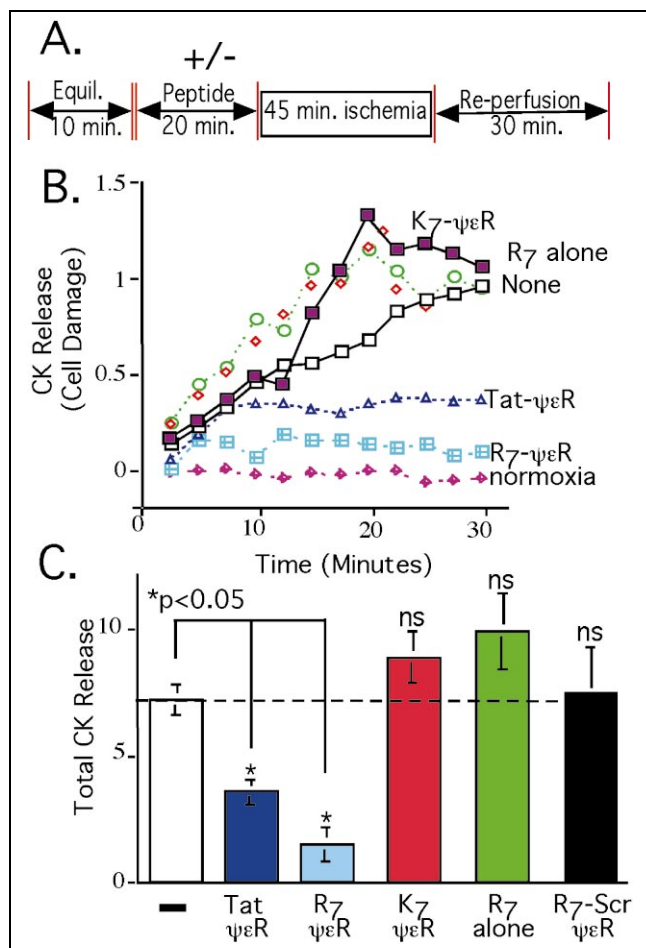 A.
+/-
Equil. Peptide 45 min. ischemia Re-perfusion
10 min. 20 min. 30 min.
B.
1.5
K7-ψεR
R7 alone
1
None
CK Release
(Cell Damage)
0.5
Tat-ψεR
R7-ψεR
0
normoxia
0 10 20 30
Time (Minutes)
C.
*p<0.05
ns ns ns
10
Total CK Release
5
* *
0
- Tat R7 K7 R7 R7-Scr
ψεR ψεR ψεR alone ψεR